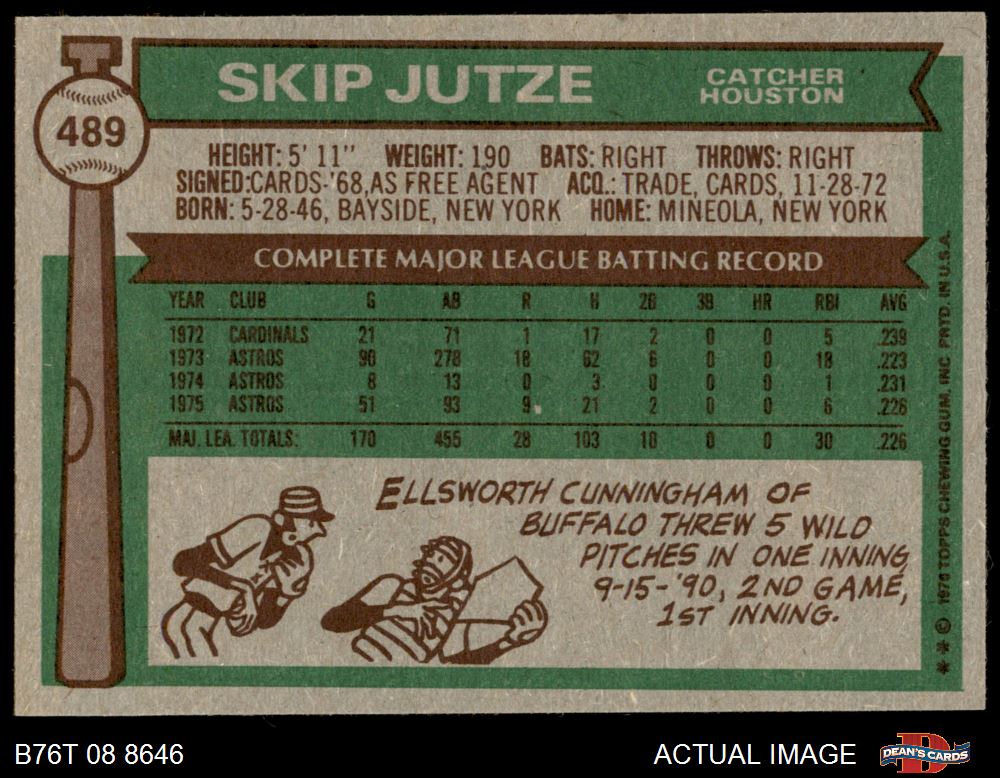 489
SKIP JUTZE
CATCHER
HOUSTON
HEIGHT: 5' 11" WEIGHT: 190 BATS: RIGHT THROWS: RIGHT
SIGNED:CARDS-'68,AS FREE AGENT ACQ.: TRADE, CARDS, 11-28-72
BORN: 5-28-46, BAYSIDE, NEW YORK HOME: MINEOLA, NEW YORK
COMPLETE MAJOR LEAGUE BATTING RECORD
YEAR CLUB G AB R H 2B 3B HR RBI AVG
1972 CARDINALS 21 71 1 17 2 0 0 5 .239
1973 ASTROS 90 278 18 62 6 0 0 18 .223
1974 ASTROS 8 13 0 3 0 0 0 1 .231
1975 ASTROS 51 93 9 21 2 0 0 6 .226
MAJ. LEA. TOTALS: 170 455 28 103 10 0 0 30 .226
ELLSWORTH CUNNINGHAM OF
BUFFALO THREW 5 WILD
PITCHES IN ONE INNING
9-15-'90, 2ND GAME,
1ST INNING.
* * © 1976 TOPPS CHEWING GUM, INC. PRTD. IN U.S.A.
B76T 08 8646
ACTUAL IMAGE
D
DEAN'S CARDS